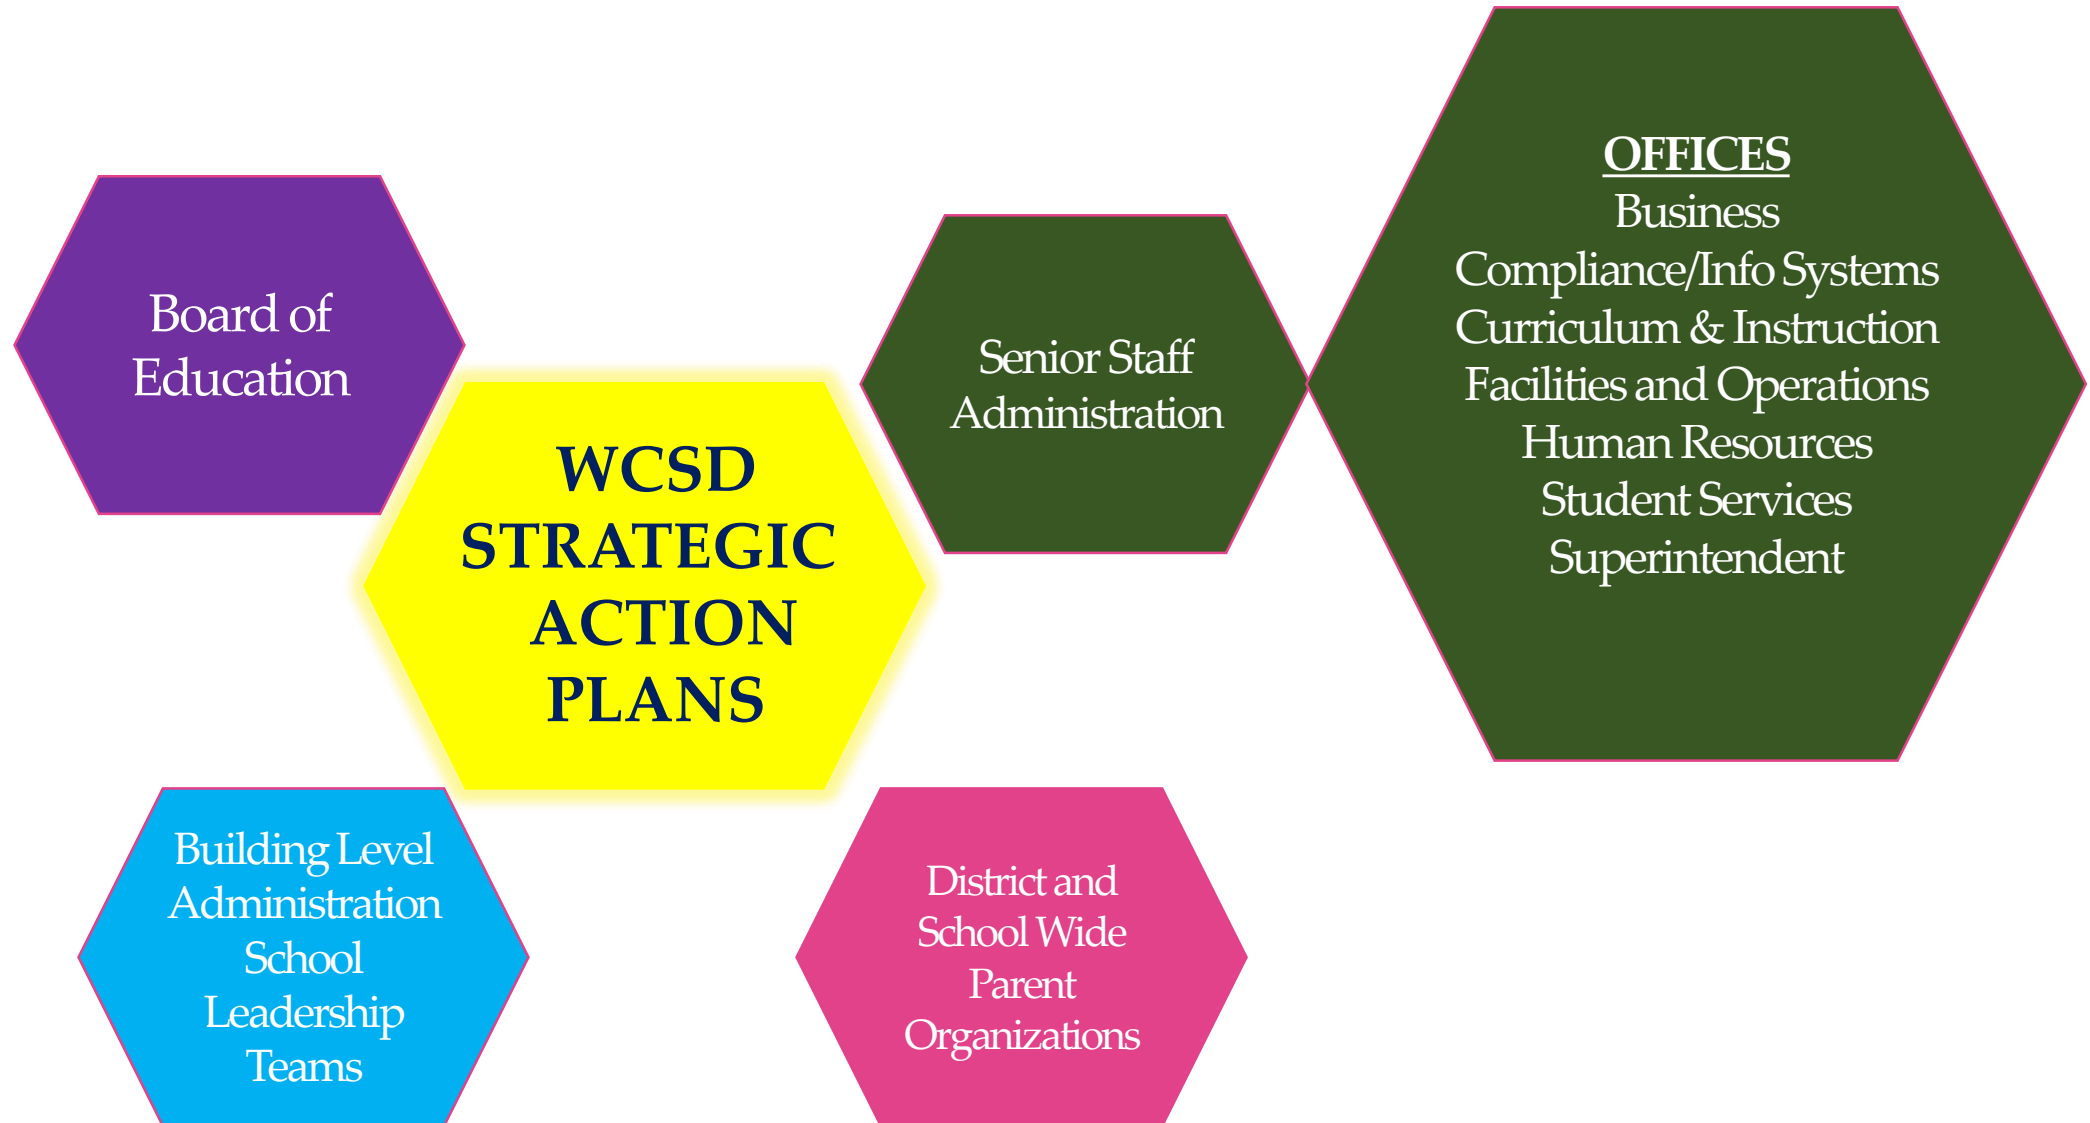 Board of
Education
WCSD
STRATEGIC
ACTION
PLANS
Senior Staff
Administration
OFFICES
Business
Compliance/Info Systems
Curriculum & Instruction
Facilities and Operations
Human Resources
Student Services
Superintendent
Building Level
Administration
School
Leadership
Teams
District and
School Wide
Parent
Organizations